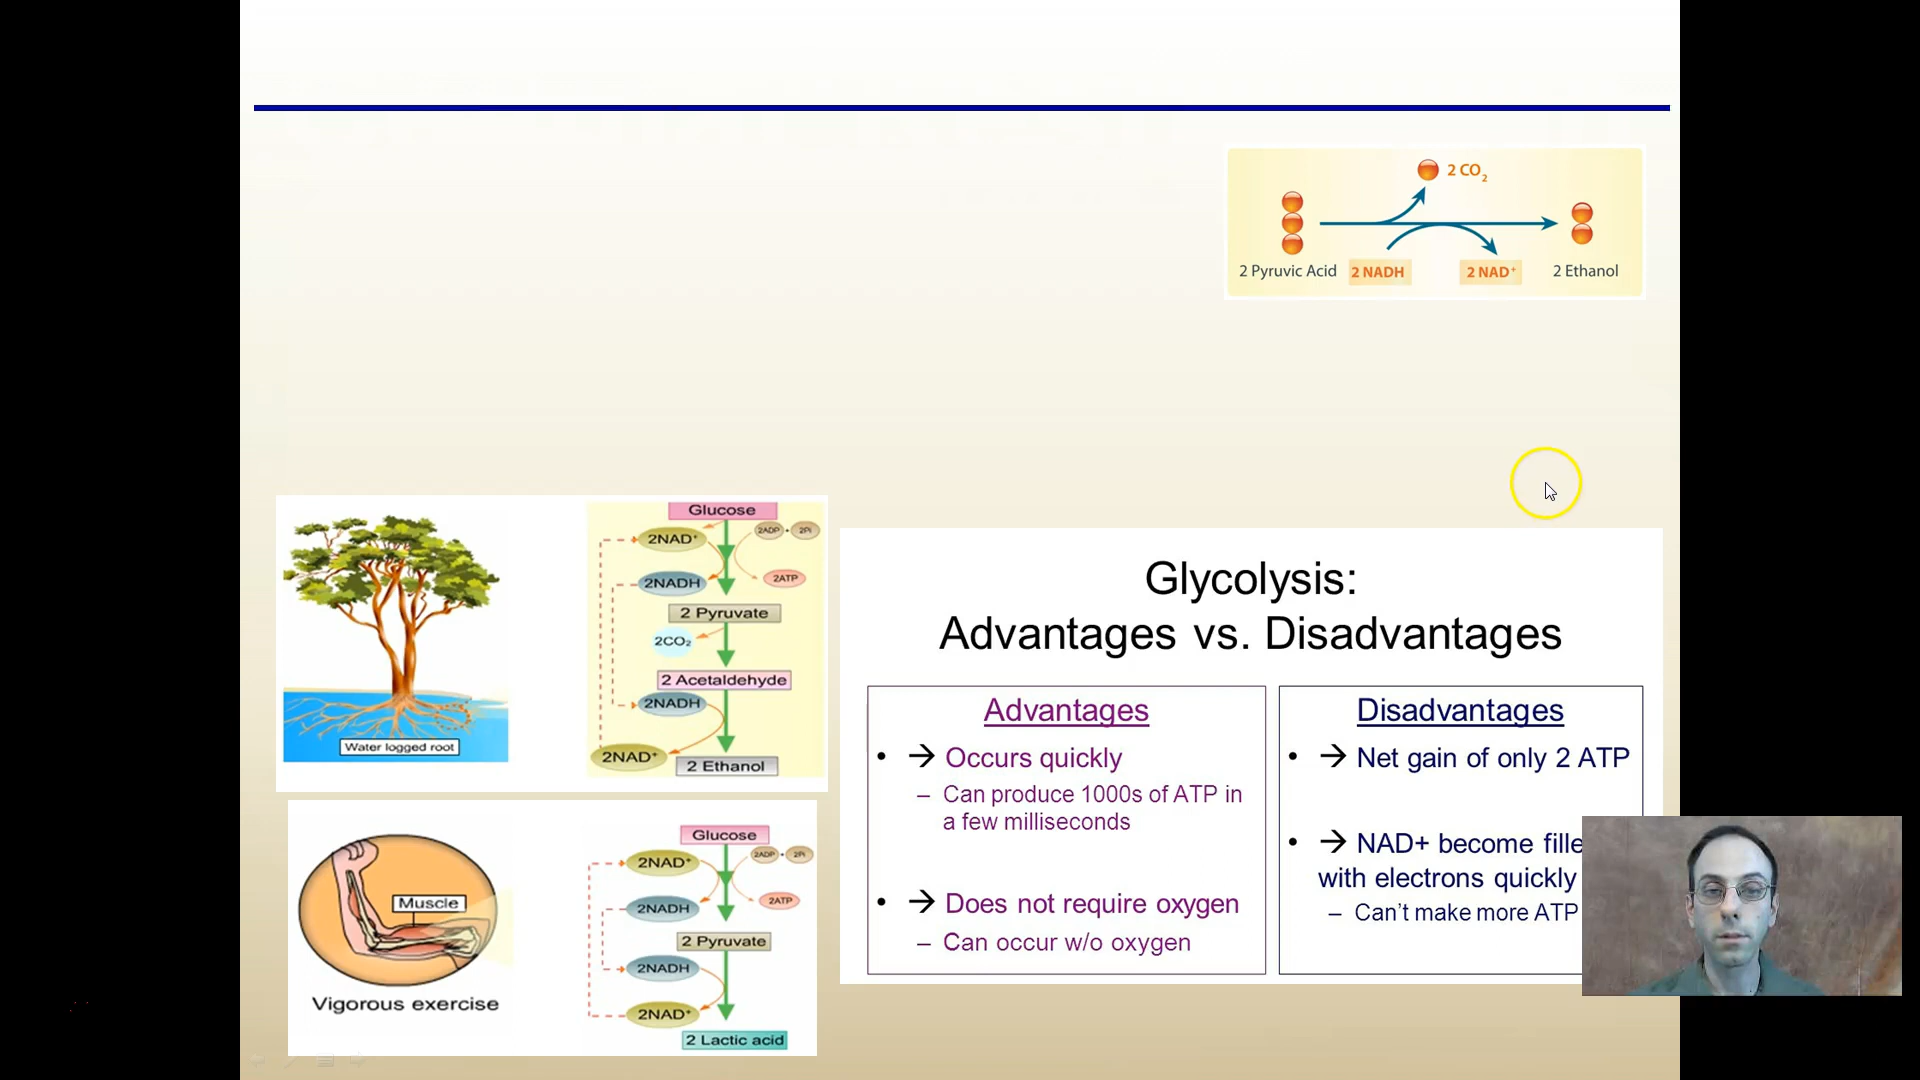 2 CO2
2 Pyruvic Acid
2 NADH
2 NAD+
2 Ethanol
Glucose
2NAD+
2ADP + 2Pi
2NADH
2ATP
2 Pyruvate
2CO2
2 Acetaldehyde
2NADH
2NAD+
2 Ethanol
Water logged root
Glycolysis:
Advantages vs. Disadvantages
Advantages
• → Occurs quickly
– Can produce 1000s of ATP in
a few milliseconds
• → Does not require oxygen
– Can occur w/o oxygen
Disadvantages
• → Net gain of only 2 ATP
• → NAD+ become fille
with electrons quickly
– Can't make more ATP
Muscle
Vigorous exercise
Glucose
2NAD+
2ADP + 2Pi
2NADH
2ATP
2 Pyruvate
2NADH
2NAD+
2 Lactic acid